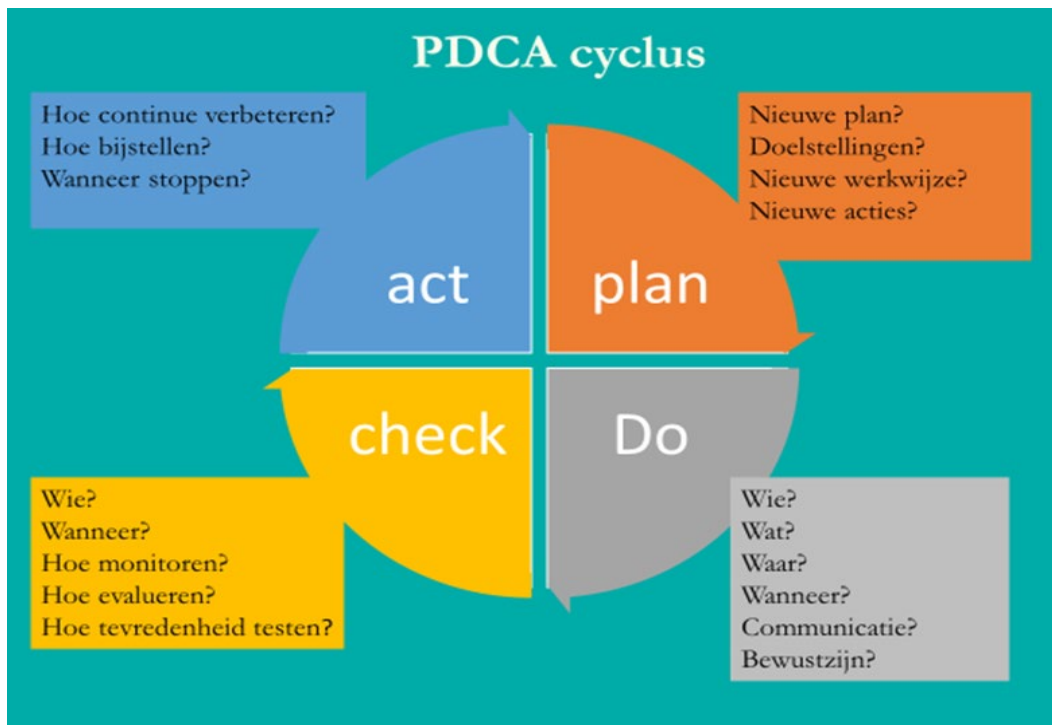 PDCA cyclus
Hoe continue verbeteren?
Hoe bijstellen?
Wanneer stoppen?
Nieuwe plan?
Doelstellingen?
Nieuwe werkwijze?
Nieuwe acties?
act
plan
check
Do
Wie?
Wanneer?
Hoe monitoren?
Hoe evalueren?
Hoe tevredenheid testen?
Wie?
Wat?
Waar?
Wanneer?
Communicatie?
Bewustzijn?